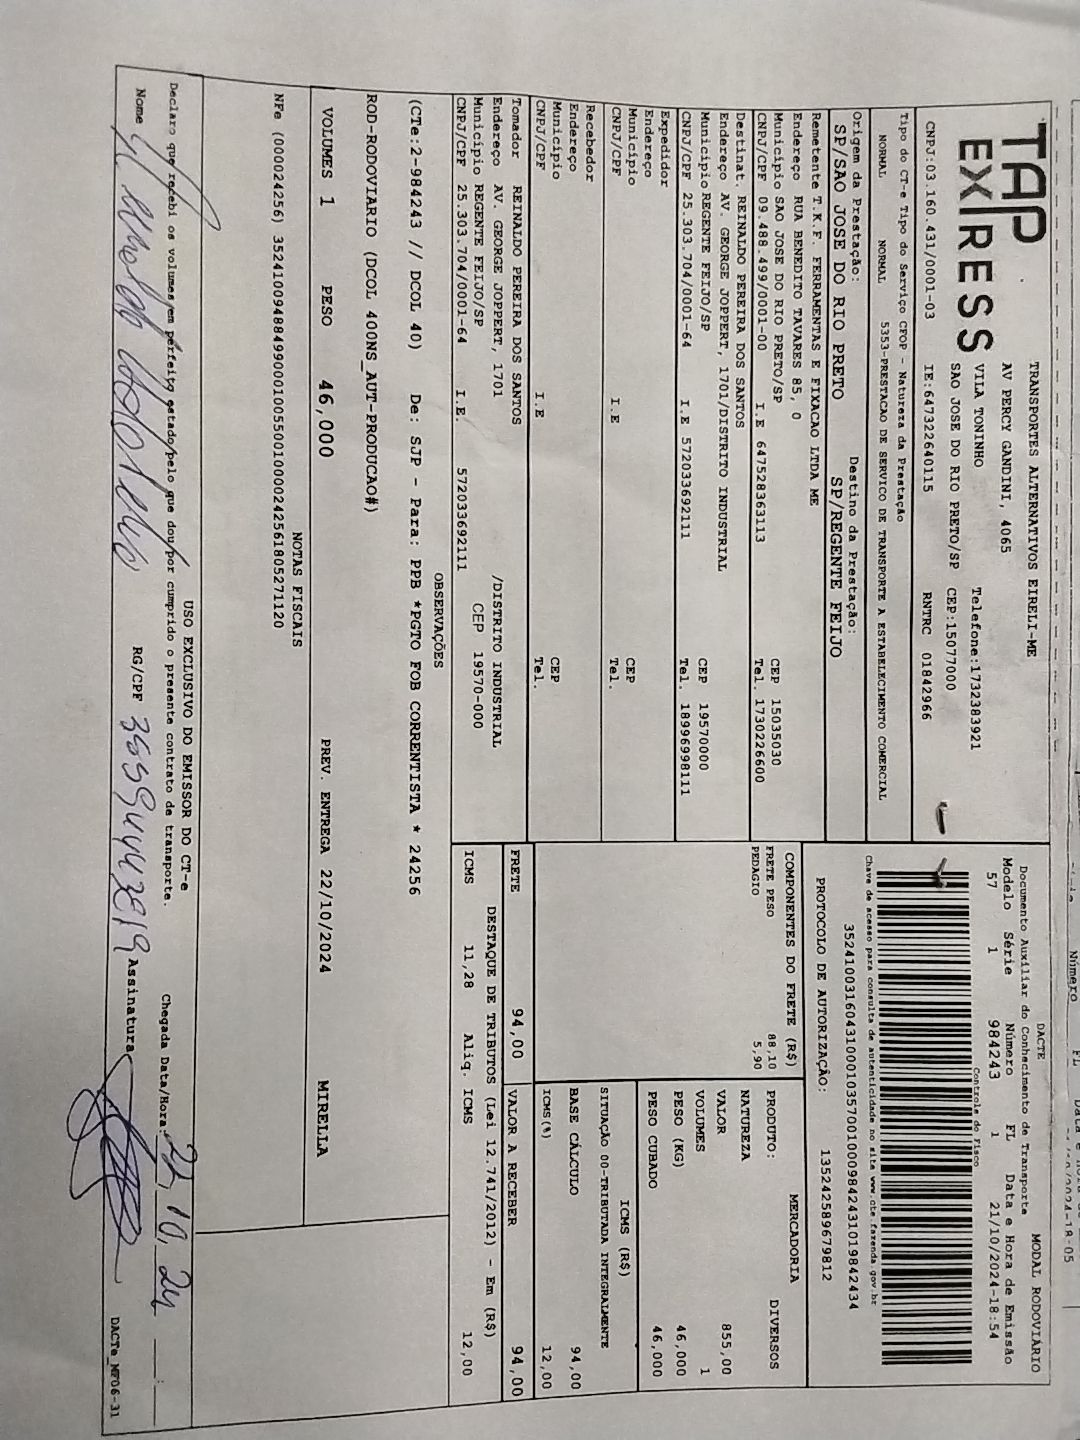 TAP
EXPRESS
TRANSPORTES ALTERNATIVOS EIRELI-ME
AV PERCY GANDINI, 4065
VILA TONINHO Telefone:1732383921
SAO JOSE DO RIO PRETO/SP CEP:15077000
CNPJ:03.160.431/0001-03 IE:647322640115 RNTRC 01842966
Tipo do CT-e Tipo do Serviço CFOP - Natureza da Prestação
NORMAL NORMAL 5353-PRESTACAO DE SERVICO DE TRANSPORTE A ESTABELECIMENTO COMERCIAL
Origem da Prestação: Destino da Prestação:
SP/SAO JOSE DO RIO PRETO SP/REGENTE FEIJO
Remetente T.K.F. FERRAMENTAS E FIXACAO LTDA ME
Endereço RUA BENEDITO TAVARES 85, 0
Município SAO JOSE DO RIO PRETO/SP CEP 15035030
CNPJ/CPF 09.488.499/0001-00 I.E 647528363113 Tel. 1730226600
Destinat. REINALDO PEREIRA DOS SANTOS
Endereço AV. GEORGE JOPPERT, 1701/DISTRITO INDUSTRIAL
Município REGENTE FEIJO/SP CEP 19570000
CNPJ/CPF 25.303.704/0001-64 I.E 572033692111 Tel. 18996998111
Expedidor
Endereço
Município CEP
CNPJ/CPF I.E Tel.
Recebedor
Endereço
Município CEP
CNPJ/CPF I.E Tel.
Tomador REINALDO PEREIRA DOS SANTOS
Endereço AV. GEORGE JOPPERT, 1701 /DISTRITO INDUSTRIAL
Município REGENTE FEIJO/SP CEP 19570-000
CNPJ/CPF 25.303.704/0001-64 I.E. 572033692111
DACTE
Documento Auxiliar do Conhecimento de Transporte
MODAL RODOVIÁRIO
Modelo Série Número FL Data e Hora de Emissão
57 1 984243 1 21/10/2024-18:54
Controle do Fisco
Chave de acesso para consulta de autenticidade no site www.cte.fazenda.gov.br
35241003160431000103570010009842431019842434
PROTOCOLO DE AUTORIZAÇÃO: 135242589679812
COMPONENTES DO FRETE (R$)
FRETE PESO 88,10
PEDAGIO 5,90
MERCADORIA
PRODUTO: DIVERSOS
NATUREZA
VALOR 855,00
VOLUMES 1
PESO (KG) 46,000
PESO CUBADO 46,000
ICMS (R$)
SITUAÇÃO 00-TRIBUTADA INTEGRALMENTE
BASE CÁLCULO 94,00
ICMS(%) 12,00
FRETE 94,00 VALOR A RECEBER 94,00
DESTAQUE DE TRIBUTOS (Lei 12.741/2012) - Em (R$)
ICMS 11,28 Aliq. ICMS 12,00
OBSERVAÇÕES
(CTe:2-984243 // DCOL 40) De: SJP - Para: PPB *PGTO FOB CORRENTISTA * 24256
ROD-RODOVIARIO (DCOL 400NS_AUT-PRODUCAO#)
VOLUMES 1 PESO 46,000 PREV. ENTREGA 22/10/2024 MIRELLA
NOTAS FISCAIS
NFe (000024256) 35241009488499000100550010000242561805271120
USO EXCLUSIVO DO EMISSOR DO CT-e
Declaro que recebi os volumes em perfeito estado/pelo que dou por cumprido o presente contrato de transporte.
Chegada Data/Hora: 22, 10, 24
Nome RG/CPF Assinatura
DACTe_MF06-31